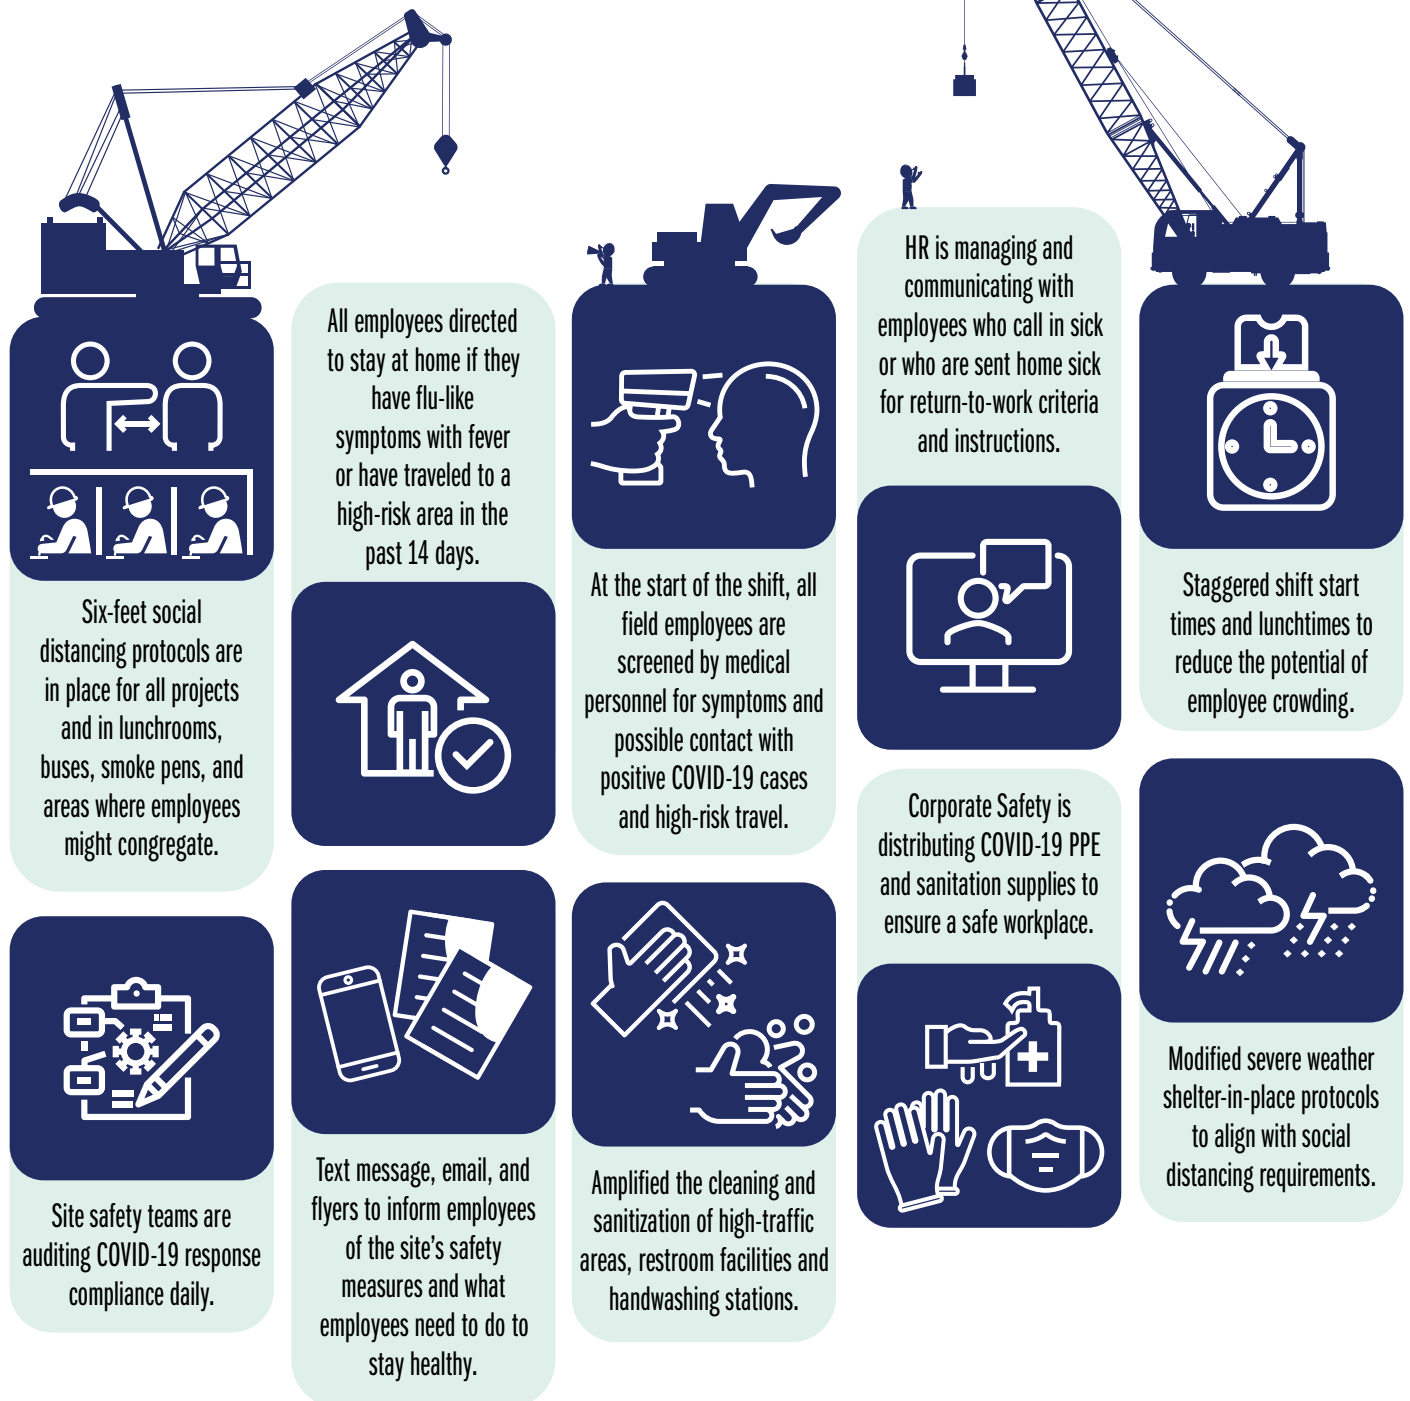 Six-feet social
distancing protocols are
in place for all projects
and in lunchrooms,
buses, smoke pens, and
areas where employees
might congregate.
Site safety teams are
auditing COVID-19 response
compliance daily.
All employees directed
to stay at home if they
have flu-like
symptoms with fever
or have traveled to a
high-risk area in the
past 14 days.
Text message, email, and
flyers to inform employees
of the site’s safety
measures and what
employees need to do to
stay healthy.
At the start of the shift, all
field employees are
screened by medical
personnel for symptoms and
possible contact with
positive COVID-19 cases
and high-risk travel.
Amplified the cleaning and
sanitization of high-traffic
areas, restroom facilities and
handwashing stations.
HR is managing and
communicating with
employees who call in sick
or who are sent home sick
for return-to-work criteria
and instructions.
Corporate Safety is
distributing COVID-19 PPE
and sanitation supplies to
ensure a safe workplace.
Staggered shift start
times and lunchtimes to
reduce the potential of
employee crowding.
Modified severe weather
shelter-in-place protocols
to align with social
distancing requirements.